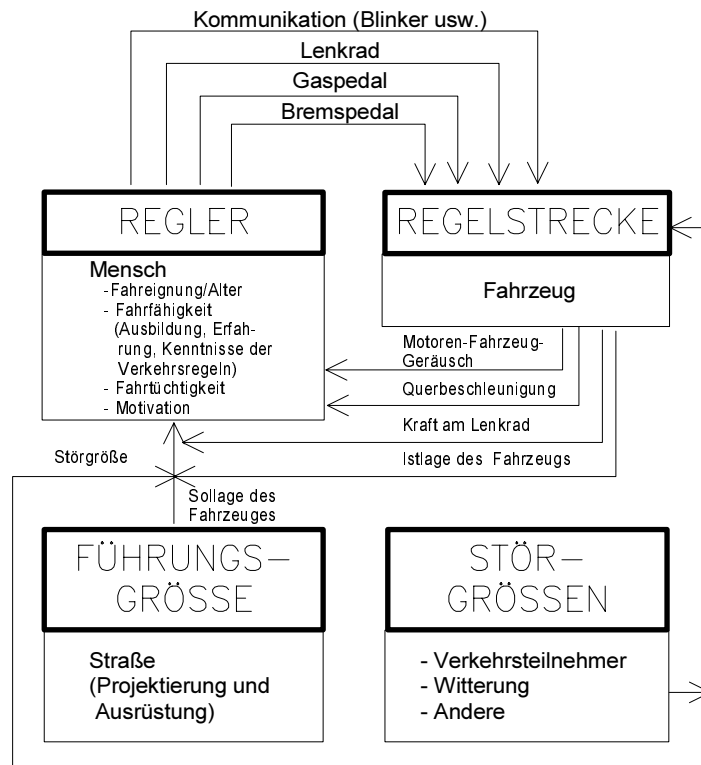 Kommunikation (Blinker usw.)
Lenkrad
Gaspedal
Bremspedal
REGLER
Mensch
-Fahreignung/Alter
- Fahrfähigkeit
(Ausbildung, Erfah-
rung, Kenntnisse der
Verkehrsregeln)
- Fahrtüchtigkeit
- Motivation
REGELSTRECKE
Fahrzeug
Motoren-Fahrzeug-
Geräusch
Querbeschleunigung
Kraft am Lenkrad
Istlage des Fahrzeugs
Störgröße
Sollage des
Fahrzeuges
FÜHRUNGS-
GRÖSSE
Straße
(Projektierung und
Ausrüstung)
STÖR-
GRÖSSEN
- Verkehrsteilnehmer
- Witterung
- Andere